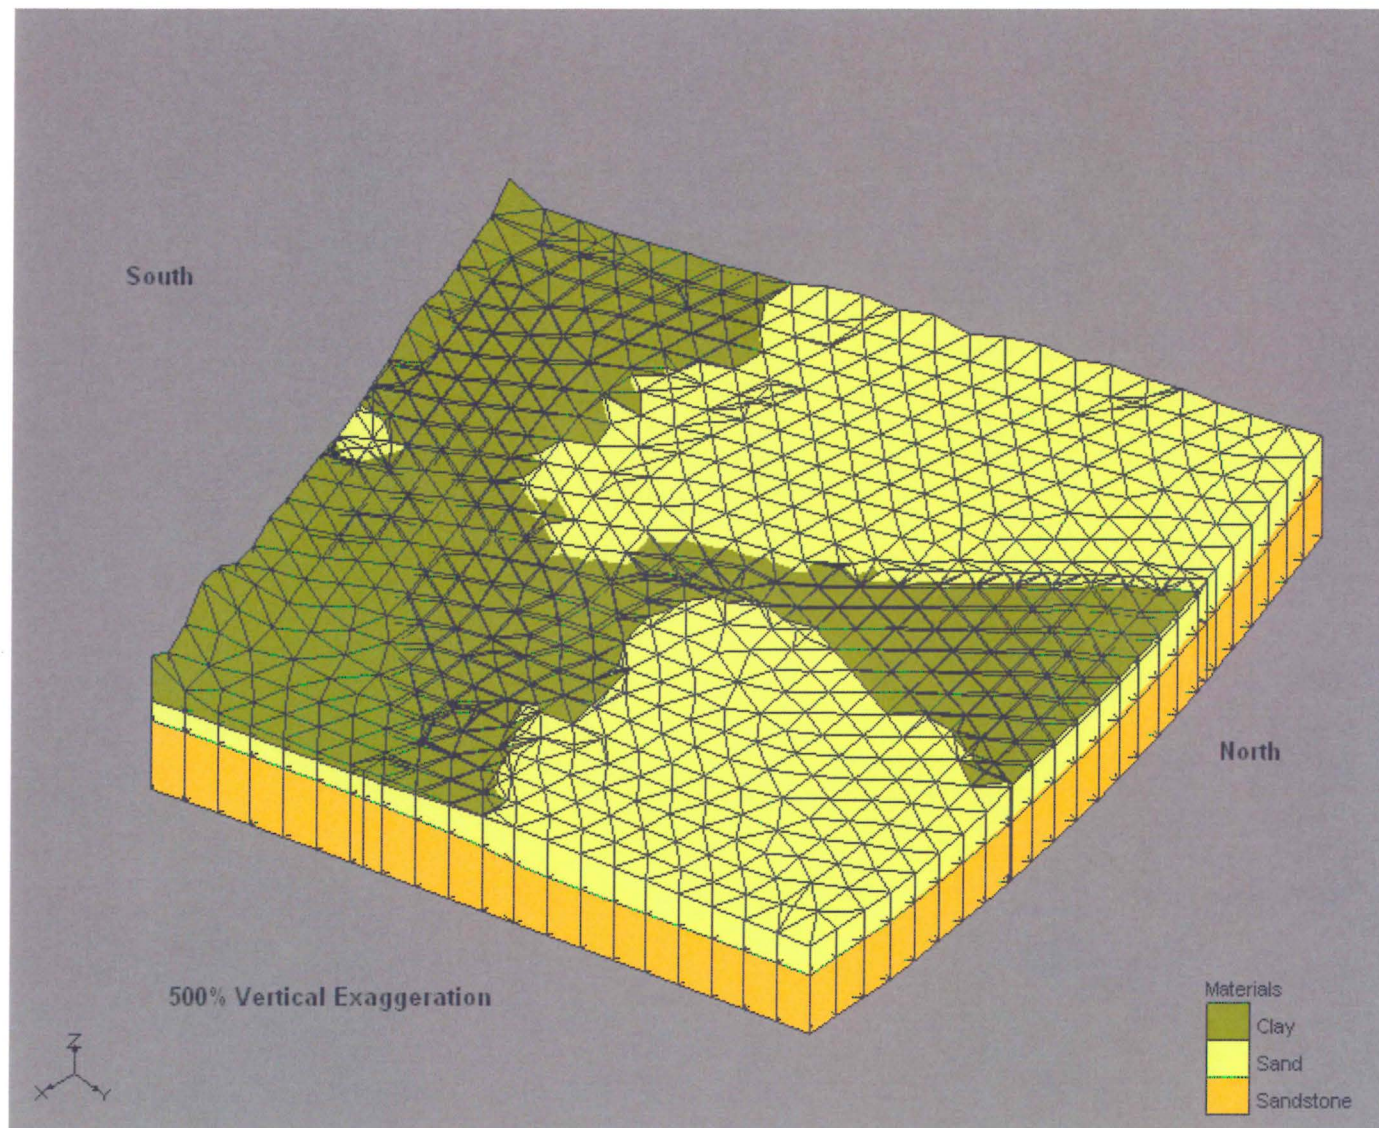 South
North
500% Vertical Exaggeration
Z
X
Y
Materials
Clay
Sand
Sandstone